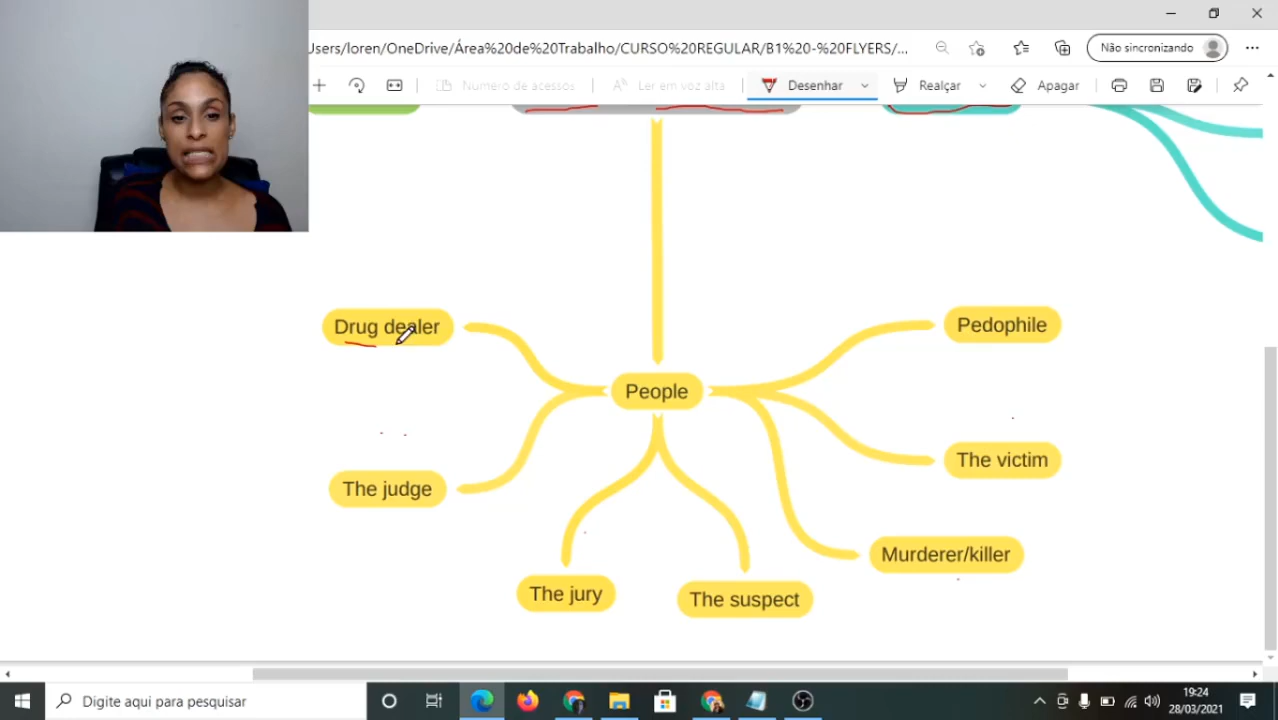 Users/loren/OneDrive/Área%20de%20Trabalho/CURSO%20REGULAR/B1%20-%20FLYERS/...
Não sincronizando
Numero de acessos
Ler em voz alta
Desenhar
Realçar
Apagar
Drug dealer
Pedophile
People
The victim
The judge
Murderer/killer
The jury
The suspect
Digite aqui para pesquisar
19:24
28/03/2021